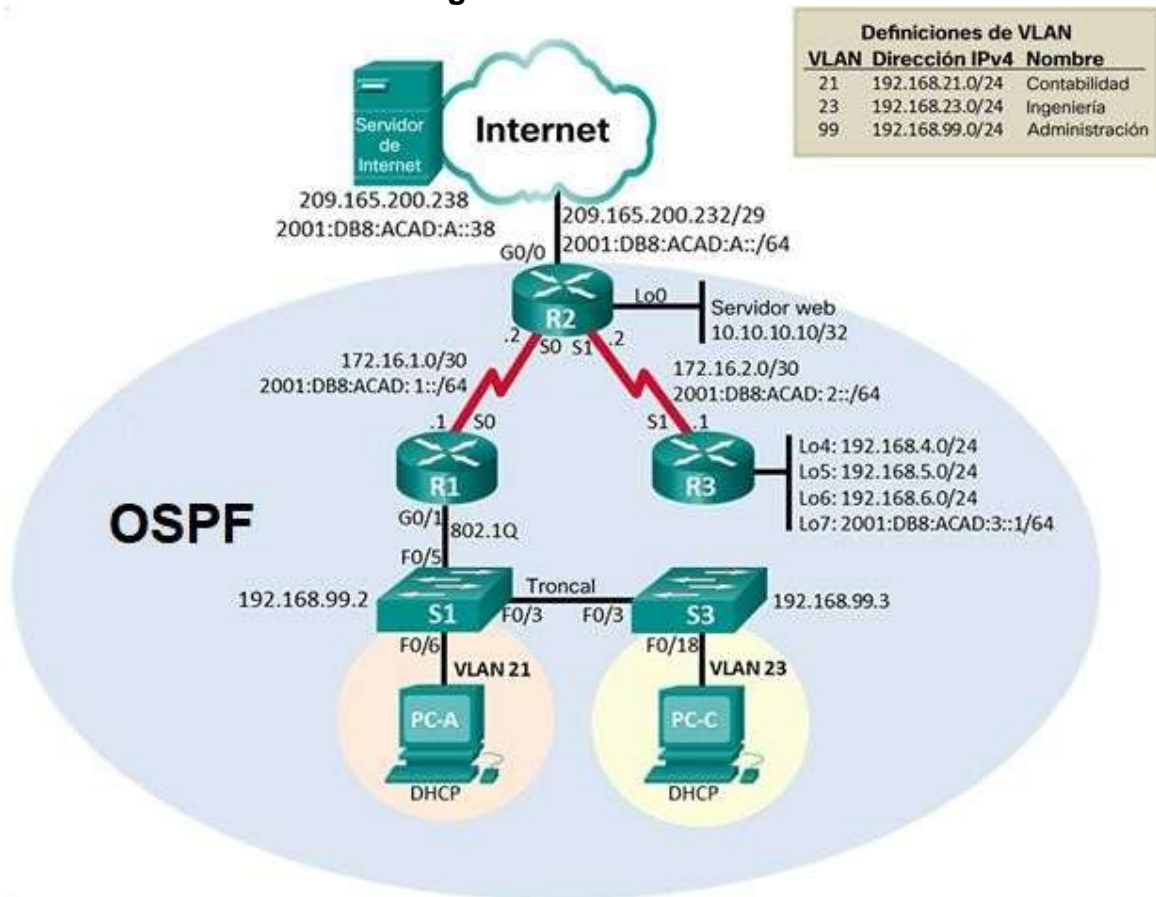 Definiciones de VLAN
VLAN Dirección IPv4 Nombre
21 192.168.21.0/24 Contabilidad
23 192.168.23.0/24 Ingeniería
99 192.168.99.0/24 Administración
Servidor
de
Internet
Internet
209.165.200.238
2001:DB8:ACAD:A::38
209.165.200.232/29
2001:DB8:ACAD:A::/64
G0/0
R2
Lo0
Servidor web
10.10.10.10/32
.2
S0
S1
.2
172.16.1.0/30
2001:DB8:ACAD: 1::/64
172.16.2.0/30
2001:DB8:ACAD: 2::/64
.1
S0
S1
.1
R1
R3
Lo4: 192.168.4.0/24
Lo5: 192.168.5.0/24
Lo6: 192.168.6.0/24
Lo7: 2001:DB8:ACAD:3::1/64
OSPF
G0/1
802.1Q
F0/5
192.168.99.2
S1
Troncal
F0/3
F0/3
S3
192.168.99.3
F0/6
VLAN 21
F0/18
VLAN 23
PC-A
PC-C
DHCP
DHCP